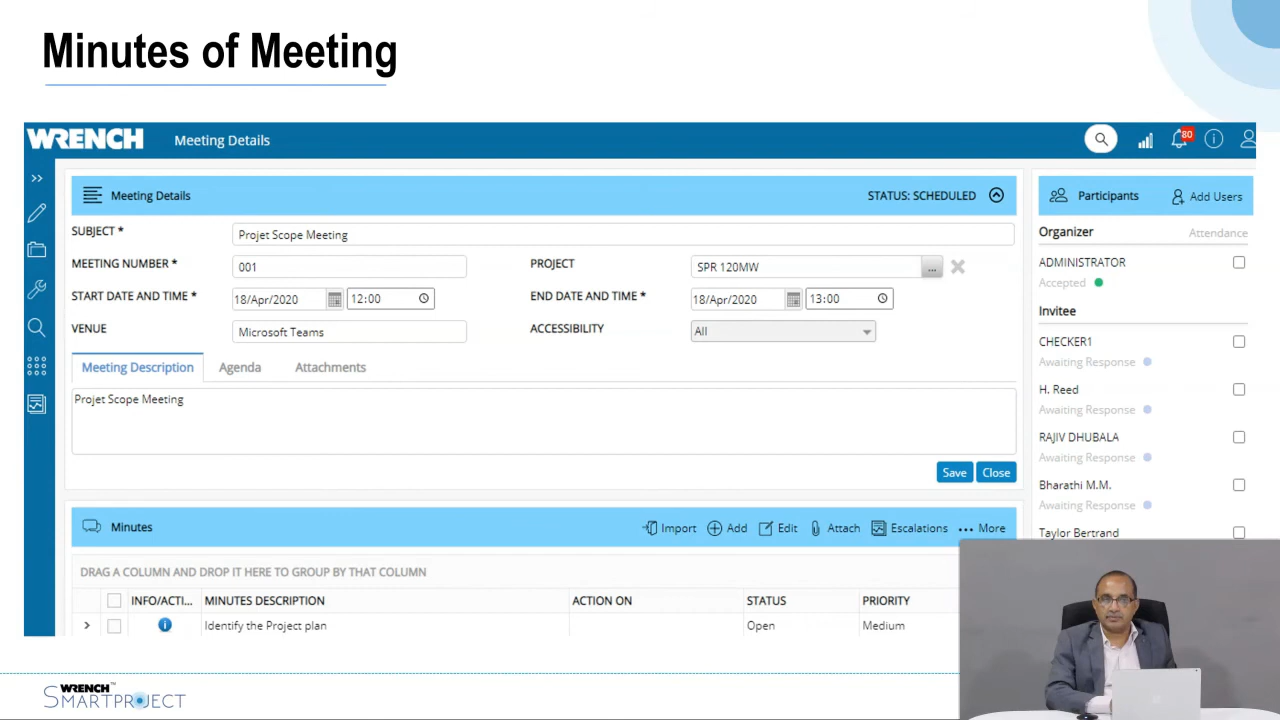 Minutes of Meeting
WRENCH Meeting Details 80
Meeting Details STATUS: SCHEDULED
SUBJECT * Projet Scope Meeting
MEETING NUMBER * 001 PROJECT SPR 120MW ...
START DATE AND TIME * 18/Apr/2020 12:00 END DATE AND TIME * 18/Apr/2020 13:00
VENUE Microsoft Teams ACCESSIBILITY All
Meeting Description Agenda Attachments
Projet Scope Meeting
Save Close
Minutes Import Add Edit Attach Escalations More
DRAG A COLUMN AND DROP IT HERE TO GROUP BY THAT COLUMN
INFO/ACTI... MINUTES DESCRIPTION ACTION ON STATUS PRIORITY
Identify the Project plan Open Medium
Participants Add Users
Organizer Attendance
ADMINISTRATOR
Accepted
Invitee
CHECKER1
Awaiting Response
H. Reed
Awaiting Response
RAJIV DHUBALA
Awaiting Response
Bharathi M.M.
Awaiting Response
Taylor Bertrand
WRENCH™
SMARTPROJECT